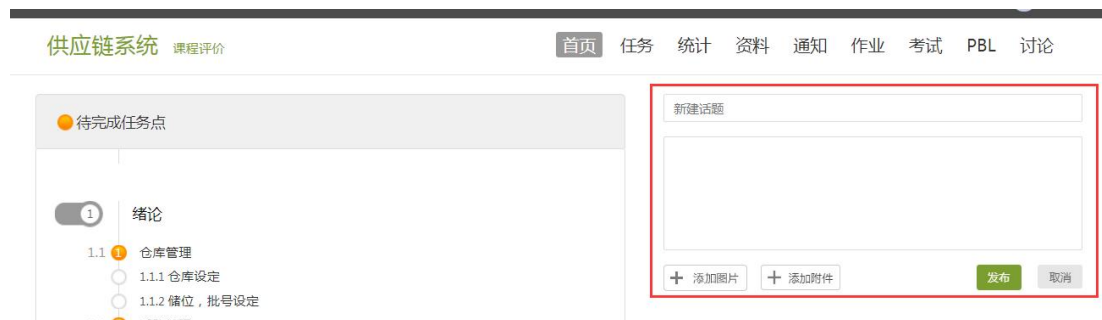 供应链系统 课程评价 首页 任务 统计 资料 通知 作业 考试 PBL 讨论
待完成任务点
新建话题
1 绪论
1.1 1 仓库管理
1.1.1 仓库设定
1.1.2 储位，批号设定
+ 添加图片 + 添加附件 发布 取消